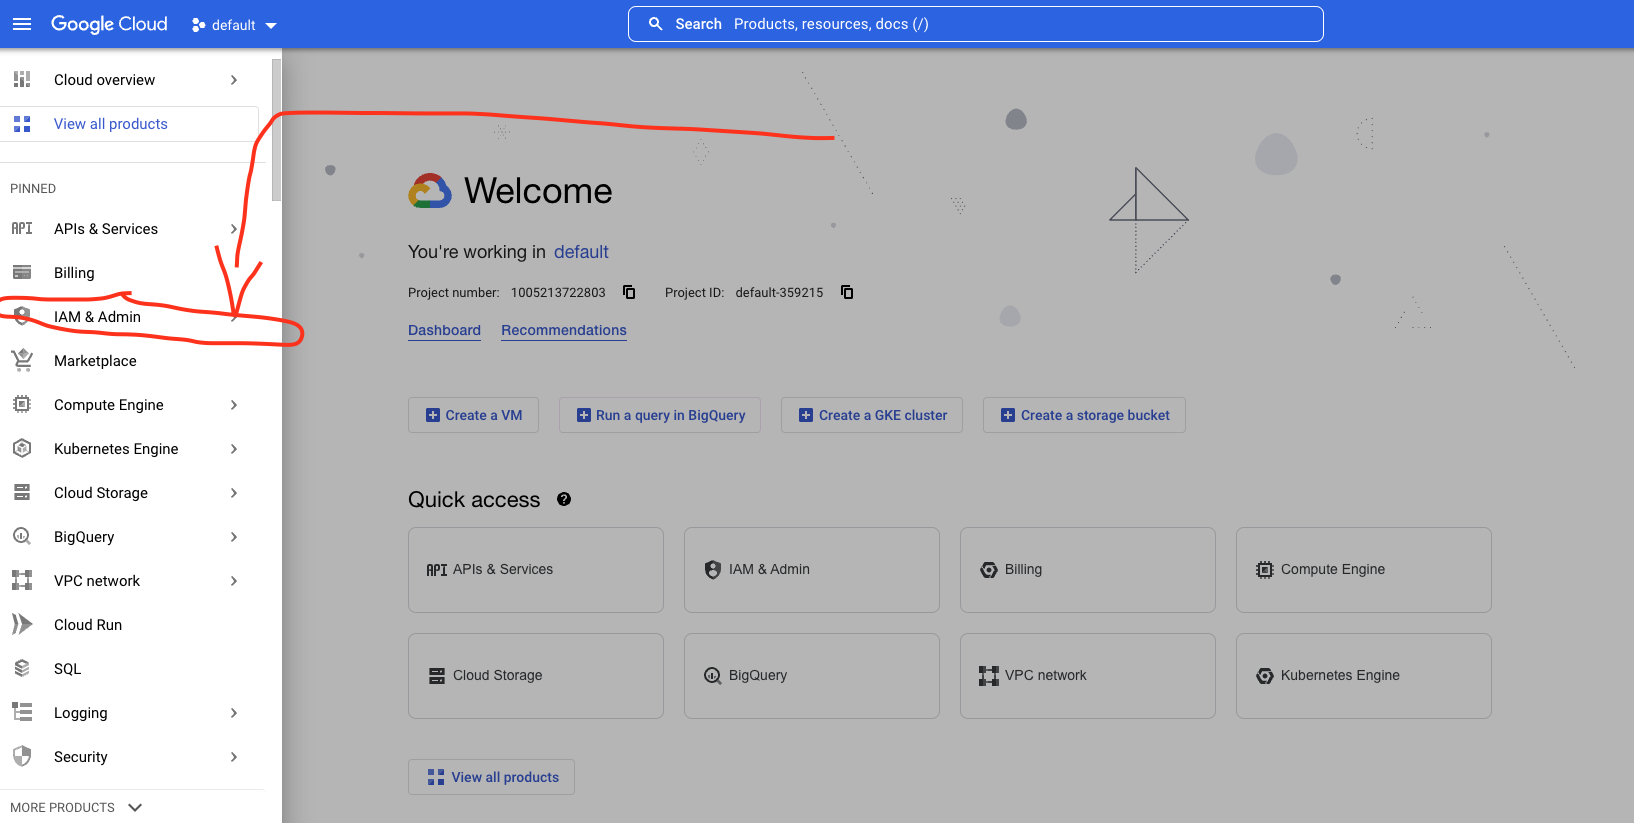 Google Cloud
default
Search Products, resources, docs (/)
Cloud overview
View all products
PINNED
API APIs & Services
Billing
IAM & Admin
Marketplace
Compute Engine
Kubernetes Engine
Cloud Storage
BigQuery
VPC network
Cloud Run
SQL
Logging
Security
MORE PRODUCTS
Welcome
You're working in default
Project number: 1005213722803 Project ID: default-359215
Dashboard Recommendations
Create a VM Run a query in BigQuery Create a GKE cluster Create a storage bucket
Quick access ?
API APIs & Services IAM & Admin Billing Compute Engine
Cloud Storage BigQuery VPC network Kubernetes Engine
View all products